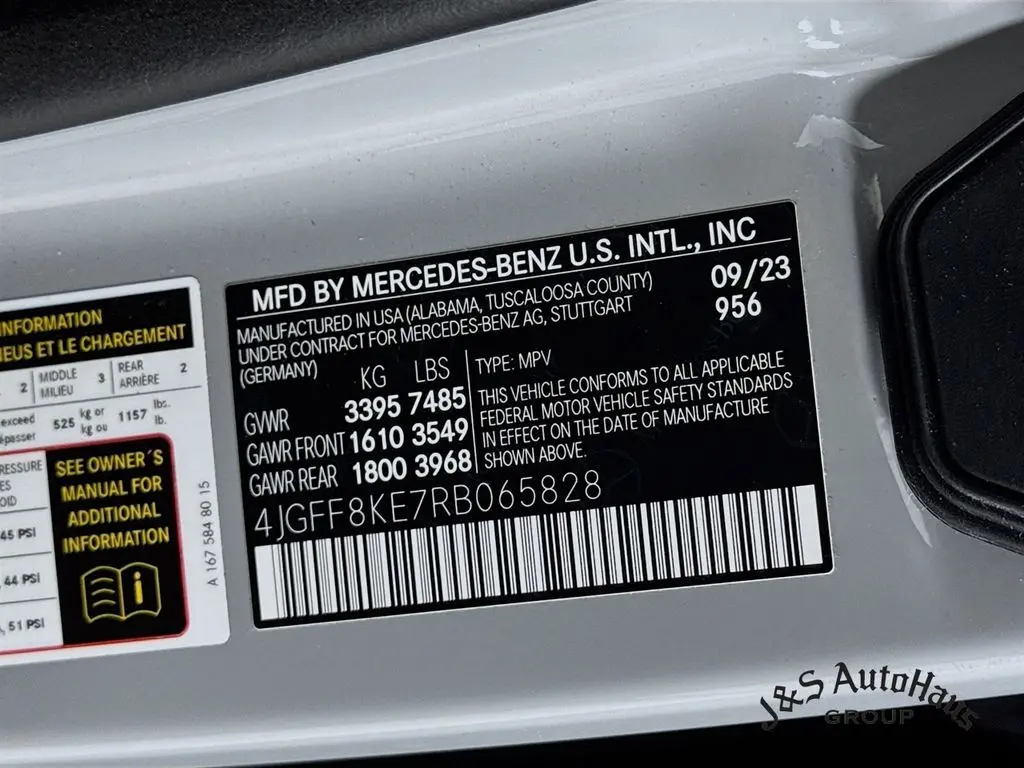 INFORMATION
NEUS ET LE CHARGEMENT
2 MIDDLE MILIEU 3 REAR ARRIÈRE 2
exceed 525 kg or kg ou 1157 lbs. lb.
SEE OWNER´S
MANUAL FOR
ADDITIONAL
INFORMATION
45 PSI
44 PSI
51 PSI
A 167 584 80 15
MFD BY MERCEDES-BENZ U.S. INTL., INC
MANUFACTURED IN USA (ALABAMA, TUSCALOOSA COUNTY)
UNDER CONTRACT FOR MERCEDES-BENZ AG, STUTTGART
(GERMANY)
09/23
956
KG LBS
GVWR 3395 7485
GAWR FRONT 1610 3549
GAWR REAR 1800 3968
TYPE: MPV
THIS VEHICLE CONFORMS TO ALL APPLICABLE
FEDERAL MOTOR VEHICLE SAFETY STANDARDS
IN EFFECT ON THE DATE OF MANUFACTURE
SHOWN ABOVE.
4JGFF8KE7RB065828
J&S AutoHaus
GROUP